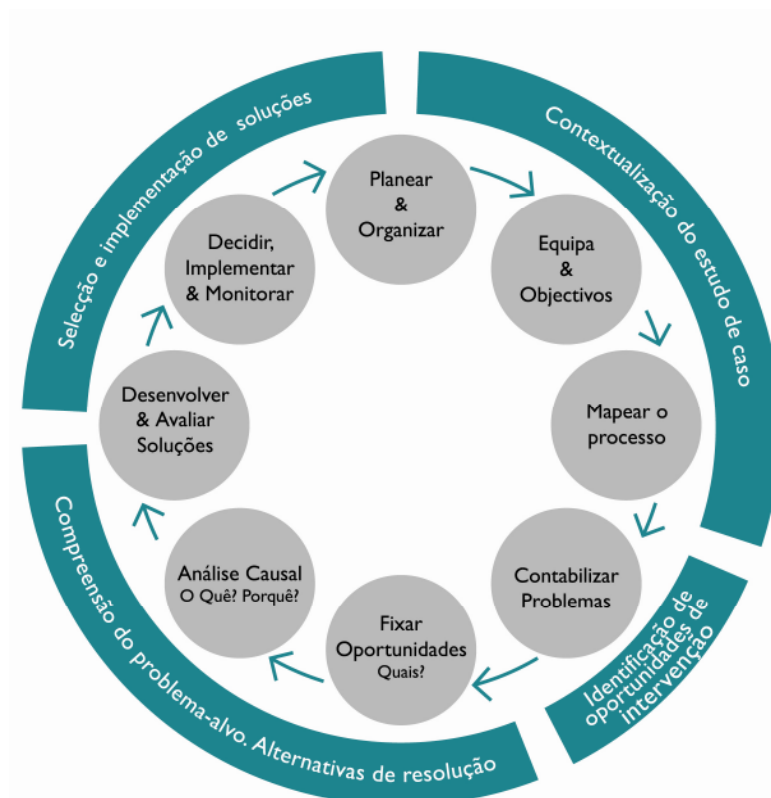 Selecção e implementação de soluções
Contextualização do estudo de caso
Planear
&
Organizar
Equipa
&
Objectivos
Mapear o
processo
Contabilizar
Problemas
Fixar
Oportunidades
Quais?
Análise Causal
O Quê? Porquê?
Desenvolver
& Avaliar
Soluções
Decidir,
Implementar
& Monitorar
Identificação de
oportunidades de
intervenção
Compreensão do problema-alvo. Alternativas de resolução